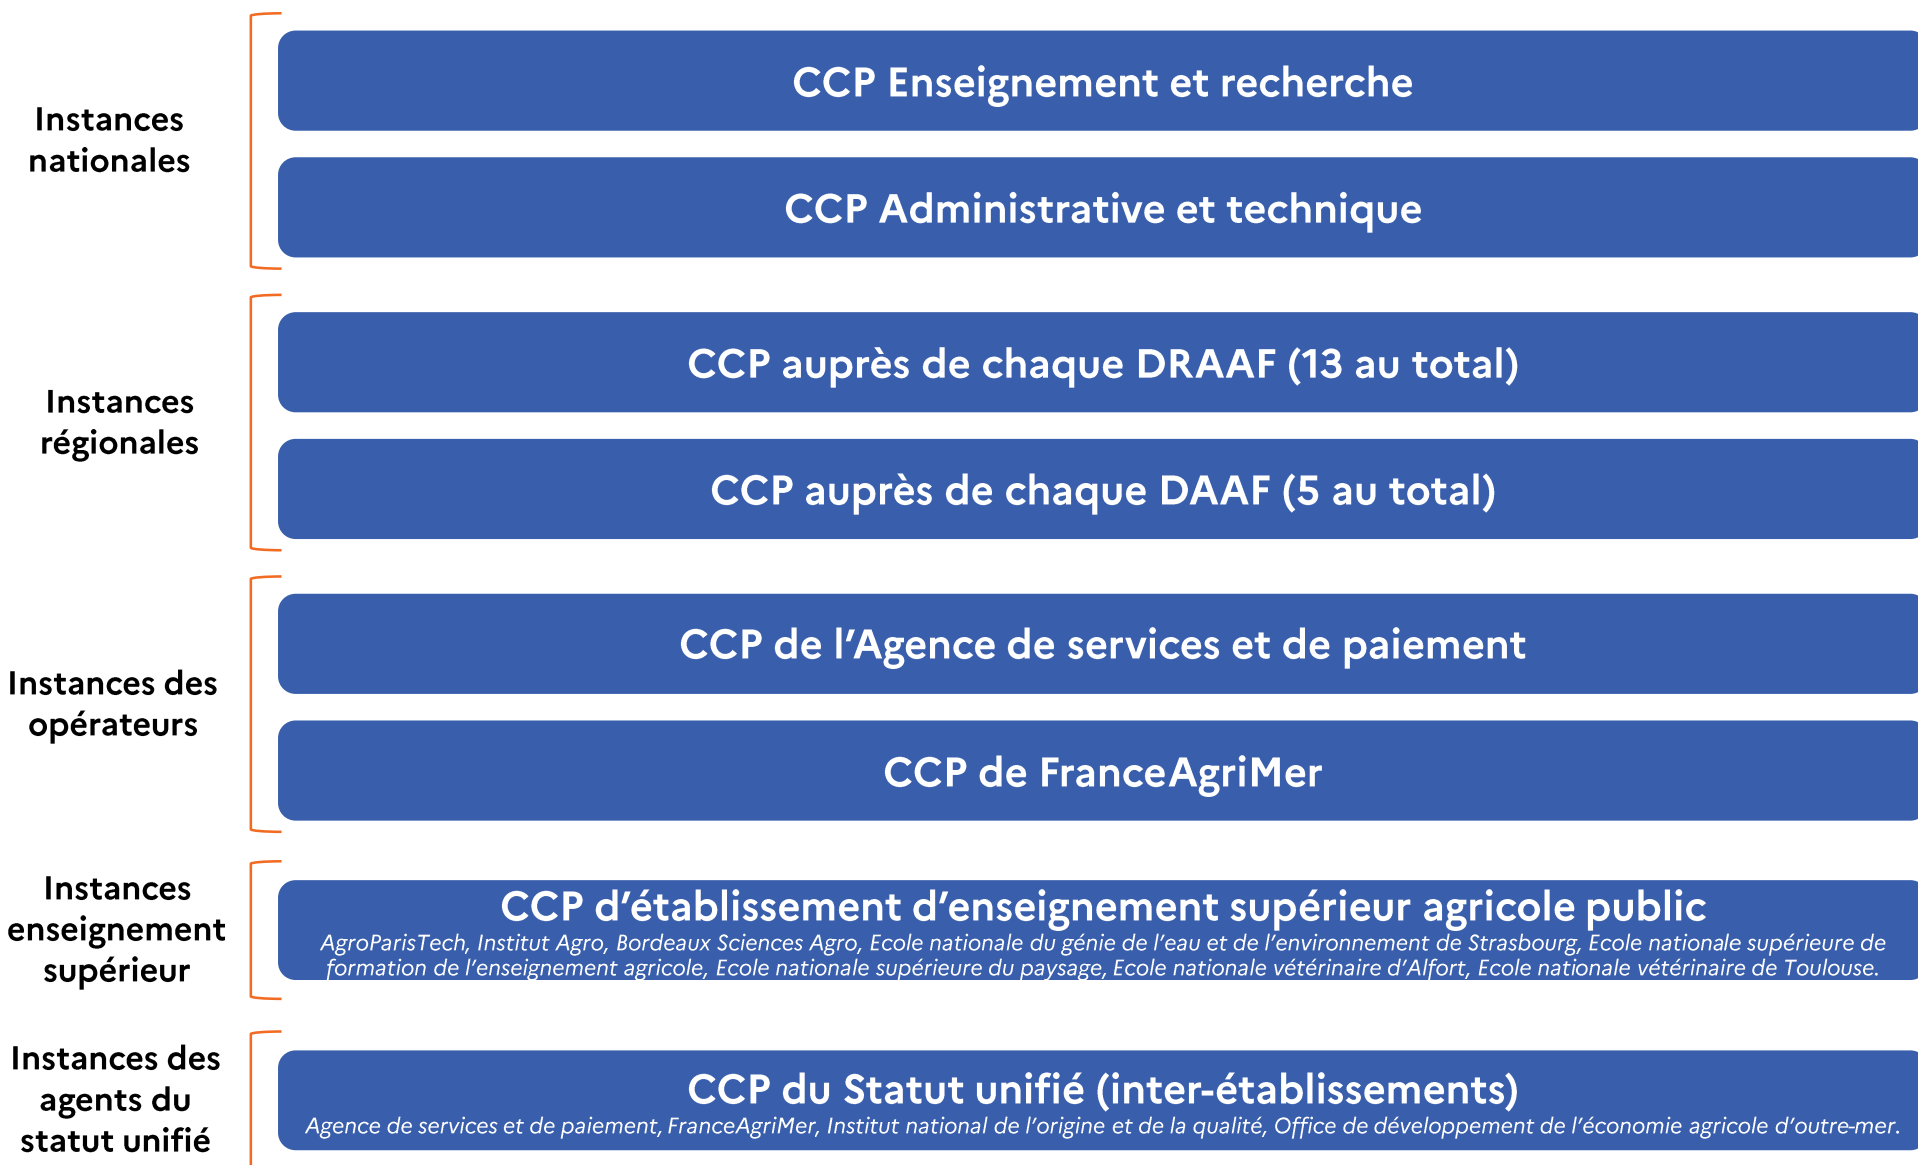 Instances
nationales
CCP Enseignement et recherche
CCP Administrative et technique
Instances
régionales
CCP auprès de chaque DRAAF (13 au total)
CCP auprès de chaque DAAF (5 au total)
Instances des
opérateurs
CCP de l’Agence de services et de paiement
CCP de FranceAgriMer
Instances
enseignement
supérieur
CCP d’établissement d’enseignement supérieur agricole public
AgroParisTech, Institut Agro, Bordeaux Sciences Agro, Ecole nationale du génie de l’eau et de l’environnement de Strasbourg, Ecole nationale supérieure de
formation de l’enseignement agricole, Ecole nationale supérieure du paysage, Ecole nationale vétérinaire d’Alfort, Ecole nationale vétérinaire de Toulouse.
Instances des
agents du
statut unifié
CCP du Statut unifié (inter-établissements)
Agence de services et de paiement, FranceAgriMer, Institut national de l’origine et de la qualité, Office de développement de l’économie agricole d’outre-mer.